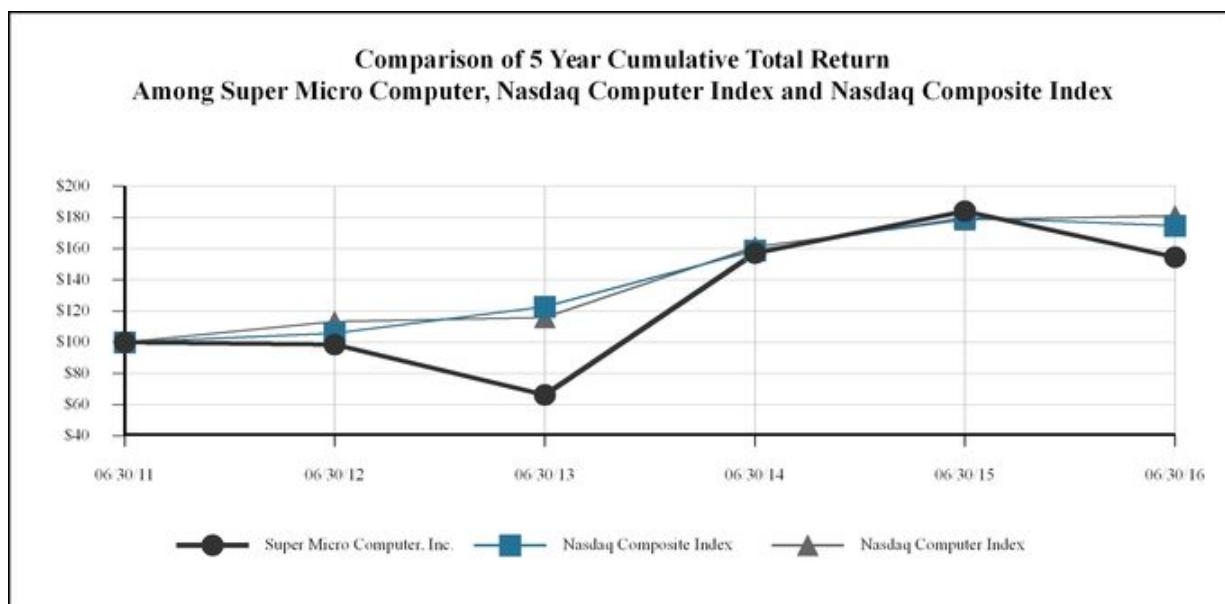 Comparison of 5 Year Cumulative Total Return
Among Super Micro Computer, Nasdaq Computer Index and Nasdaq Composite Index
$200
$180
$160
$140
$120
$100
$80
$60
$40
06/30/11 06/30/12 06/30/13 06/30/14 06/30/15 06/30/16
Super Micro Computer, Inc. Nasdaq Composite Index Nasdaq Computer Index